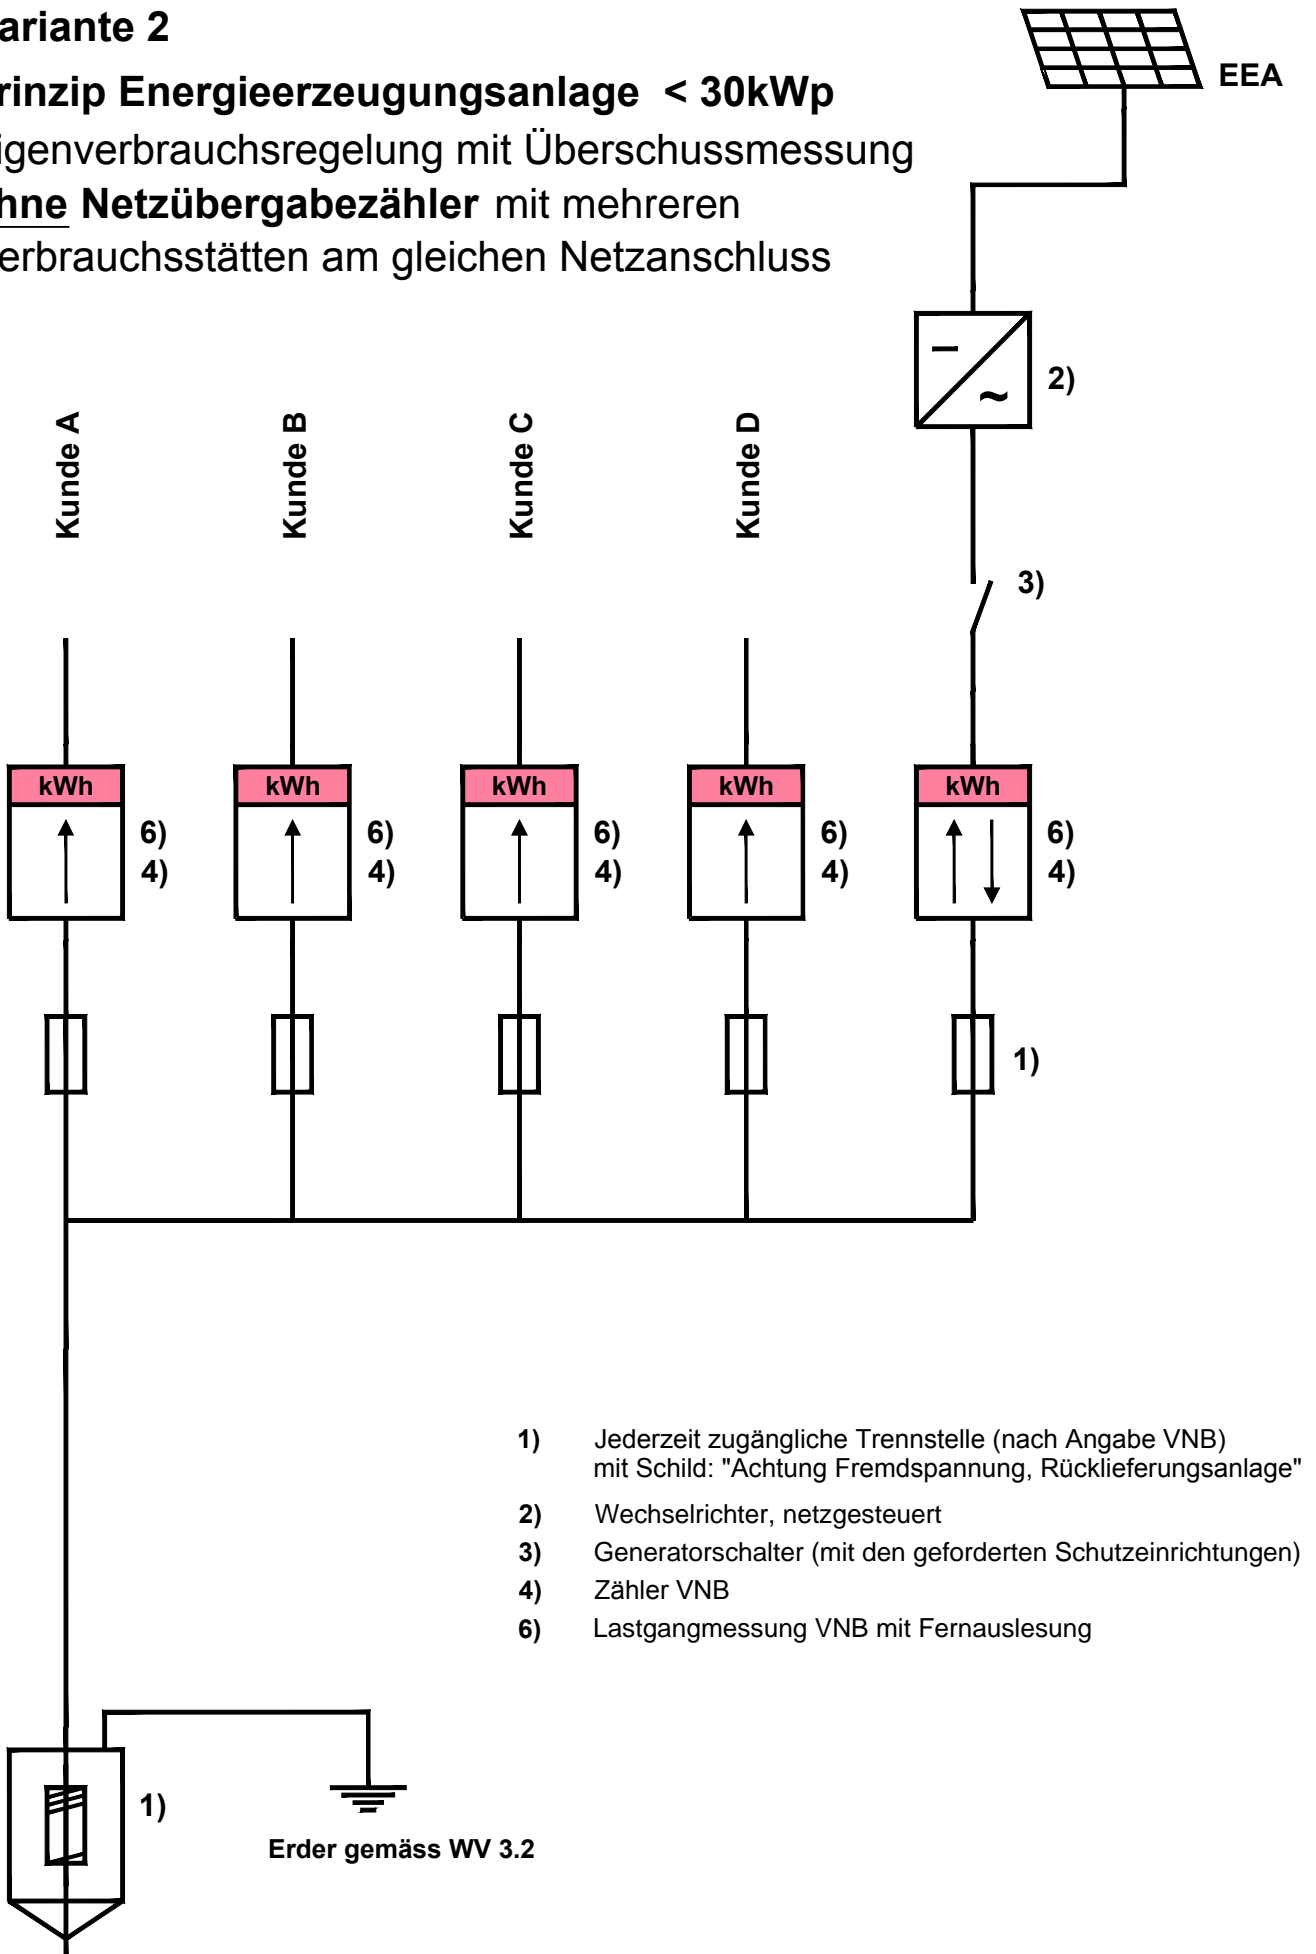 ariante 2
rinzip Energieerzeugungsanlage < 30kWp
igenverbrauchsregelung mit Überschussmessung
hne Netzübergabezähler mit mehreren
erbrauchsstätten am gleichen Netzanschluss
EEA
2)
Kunde A
Kunde B
Kunde C
Kunde D
3)
kWh
kWh
kWh
kWh
kWh
6)
6)
6)
6)
6)
4)
4)
4)
4)
4)
1)
1) Jederzeit zugängliche Trennstelle (nach Angabe VNB)
mit Schild: "Achtung Fremdspannung, Rücklieferungsanlage"
2) Wechselrichter, netzgesteuert
3) Generatorschalter (mit den geforderten Schutzeinrichtungen)
4) Zähler VNB
6) Lastgangmessung VNB mit Fernauslesung
1)
Erder gemäss WV 3.2